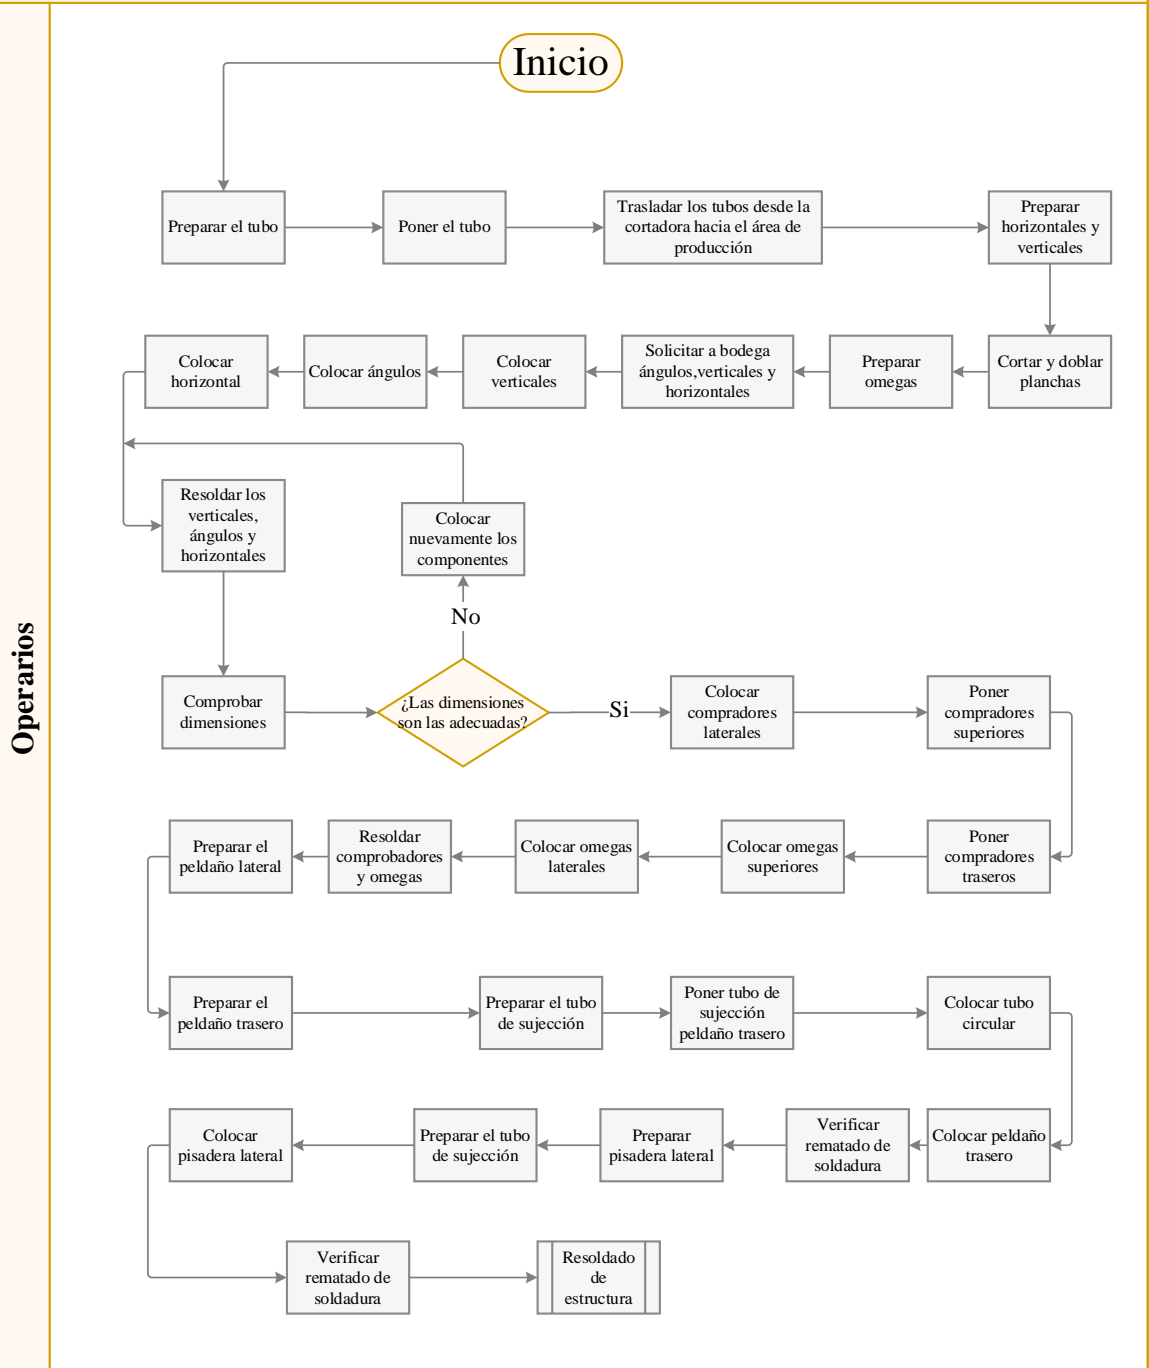 Inicio
Preparar el tubo
Poner el tubo
Trasladar los tubos desde la
cortadora hacia el área de
producción
Preparar
horizontales y
verticales
Cortar y doblar
planchas
Preparar
omegas
Solicitar a bodega
ángulos,verticales y
horizontales
Colocar
verticales
Colocar ángulos
Colocar
horizontal
Resoldar los
verticales,
ángulos y
horizontales
Colocar
nuevamente los
componentes
No
Comprobar
dimensiones
¿Las dimensiones
son las adecuadas?
Si
Colocar
compradores
laterales
Poner
compradores
superiores
Poner
compradores
traseros
Colocar omegas
superiores
Colocar omegas
laterales
Resoldar
comprobadores
y omegas
Preparar el
peldaño lateral
Preparar el
peldaño trasero
Preparar el tubo
de sujección
Poner tubo de
sujección
peldaño trasero
Colocar tubo
circular
Colocar peldaño
trasero
Verificar
rematado de
soldadura
Preparar
pisadera lateral
Preparar el tubo
de sujección
Colocar
pisadera lateral
Verificar
rematado de
soldadura
Resoldado
de
estructura
Operarios